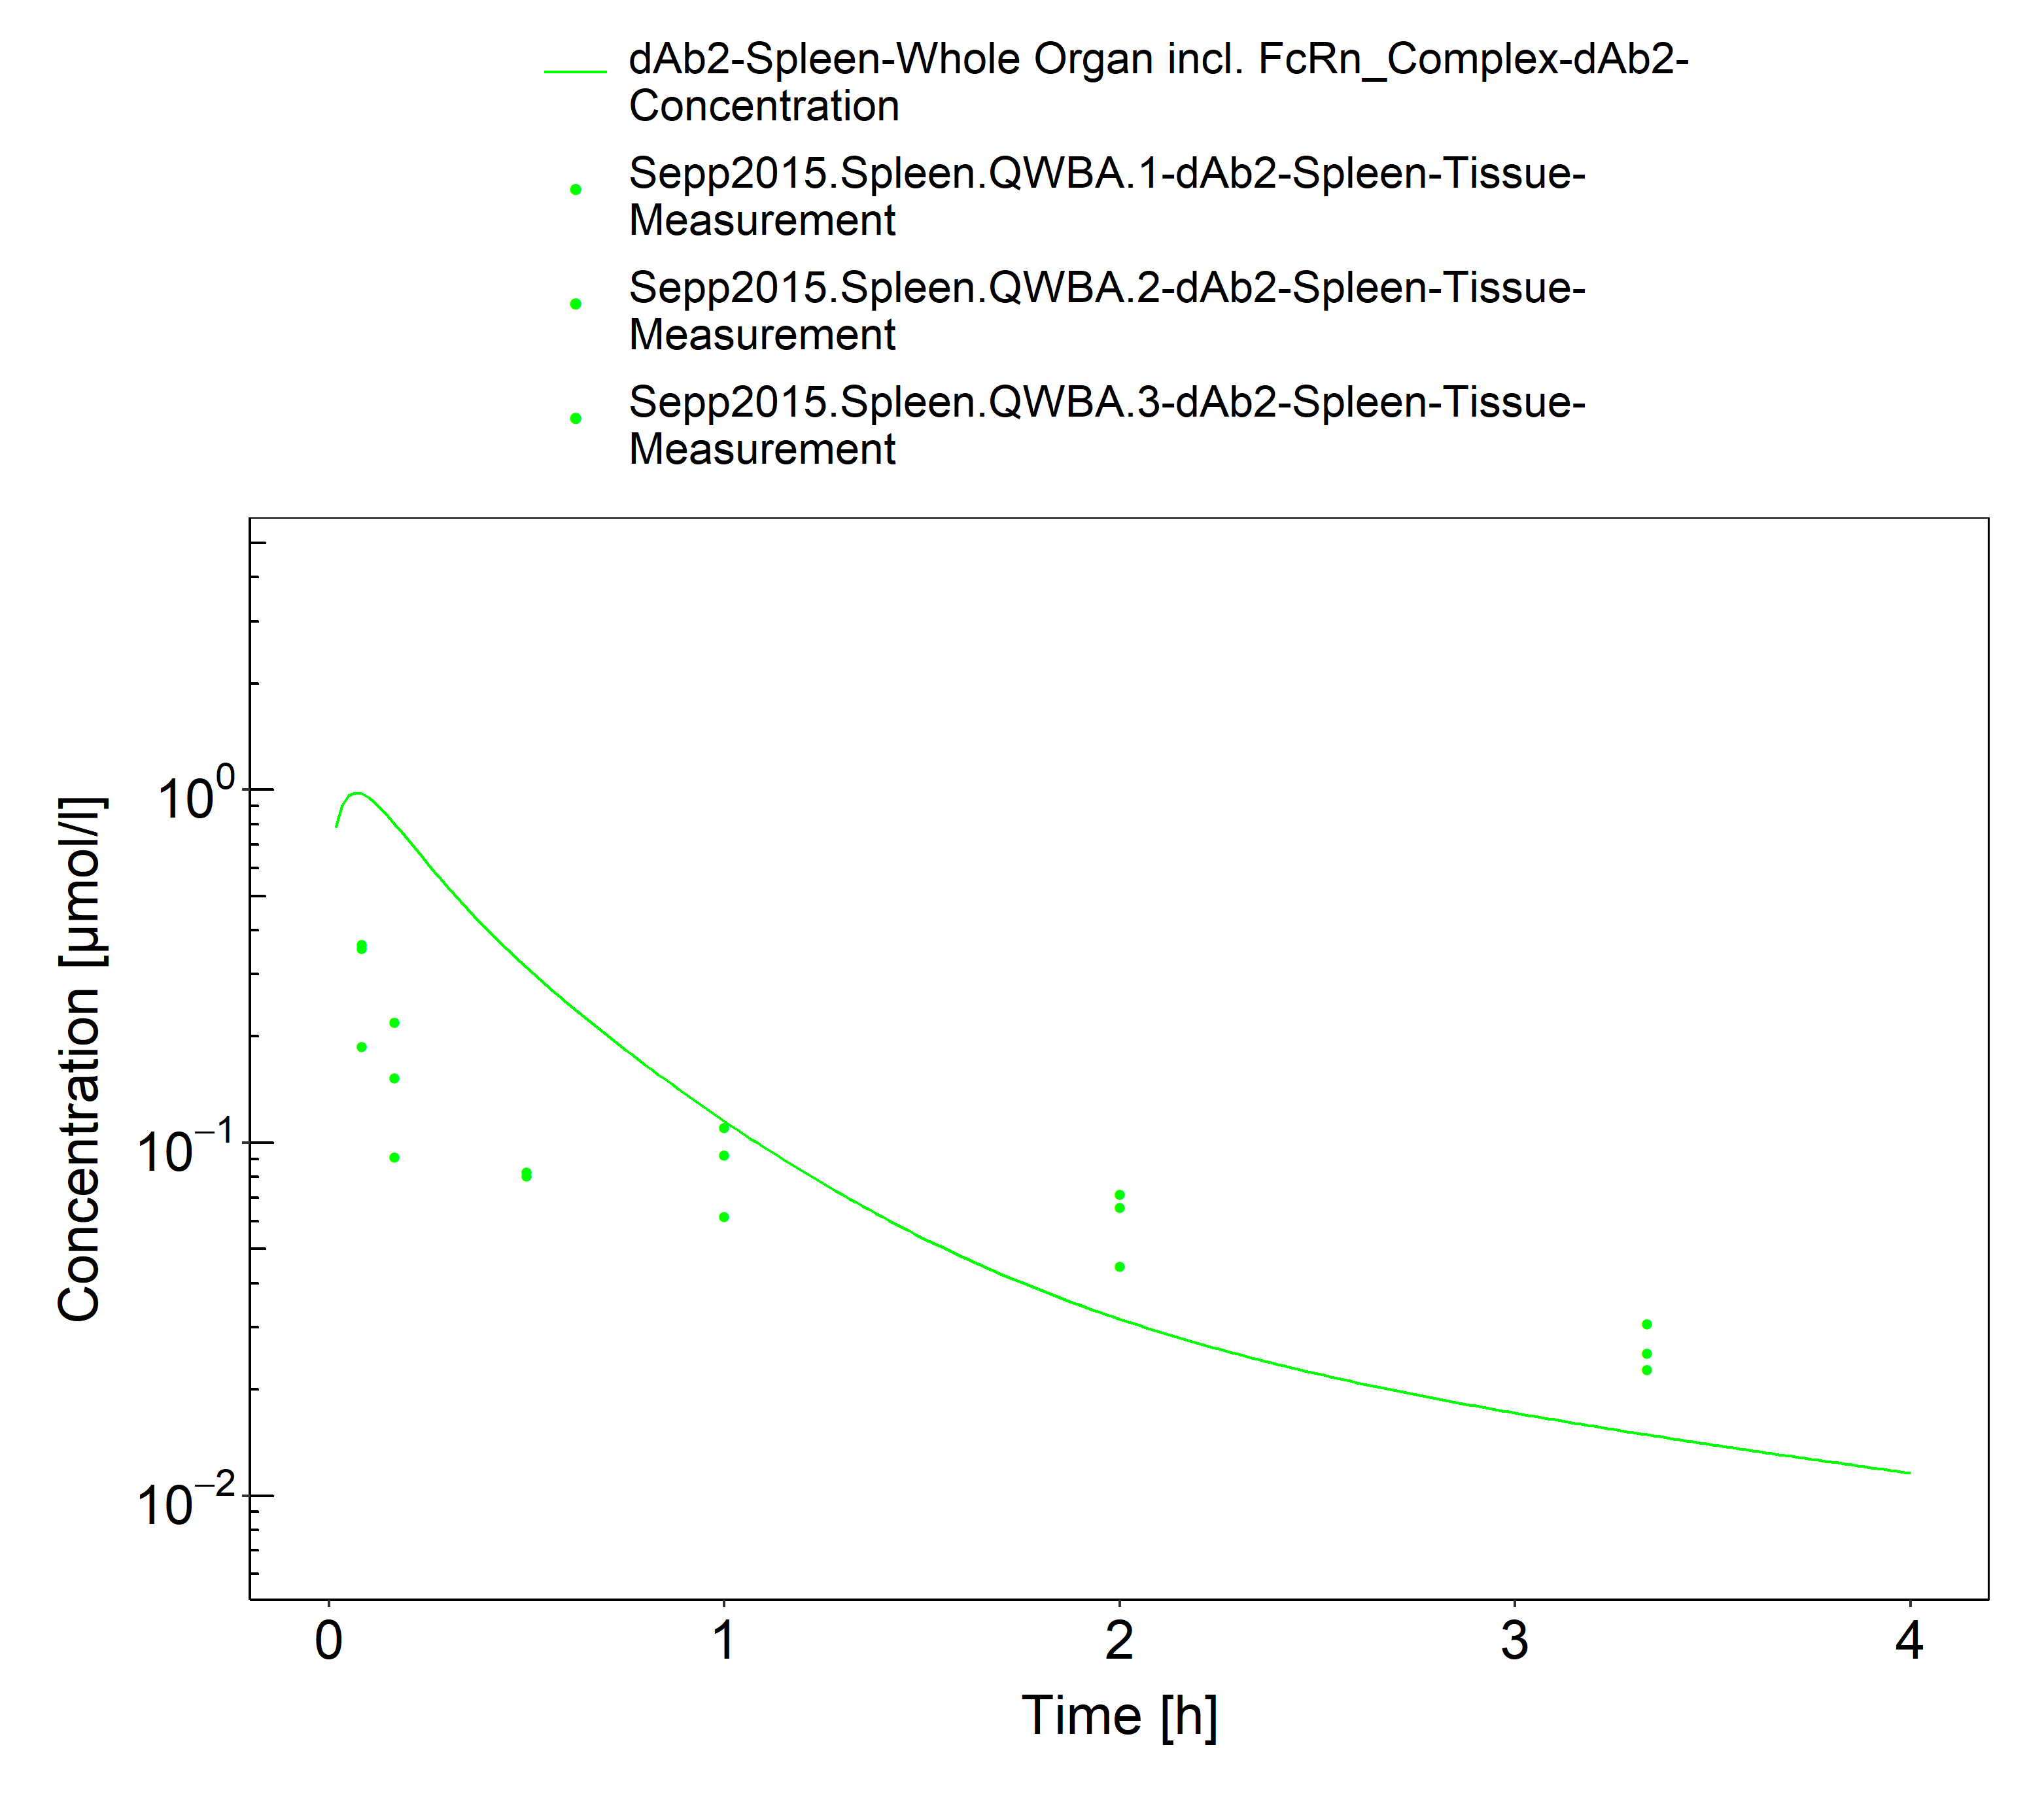 dAb2-Spleen-Whole Organ incl. FcRn_Complex-dAb2-
Concentration
Sepp2015.Spleen.QWBA.1-dAb2-Spleen-Tissue-
Measurement
Sepp2015.Spleen.QWBA.2-dAb2-Spleen-Tissue-
Measurement
Sepp2015.Spleen.QWBA.3-dAb2-Spleen-Tissue-
Measurement
Concentration [µmol/l]
10⁰
10⁻¹
10⁻²
0 1 2 3 4
Time [h]